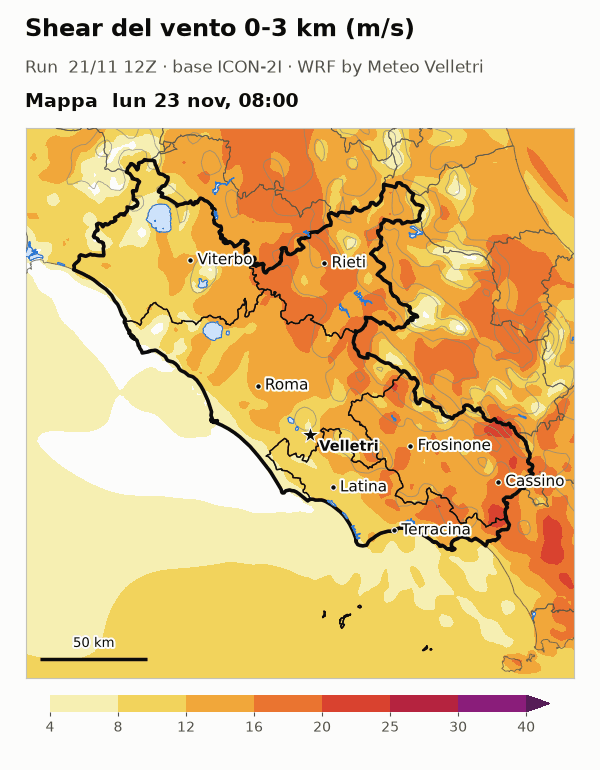 Shear del vento 0-3 km (m/s)
Run  21/11 12Z · base ICON-2I · WRF by Meteo Velletri
Mappa  lun 23 nov, 08:00
Viterbo
Rieti
Roma
Velletri
Frosinone
Cassino
Latina
Terracina
50 km
4 8 12 16 20 25 30 40